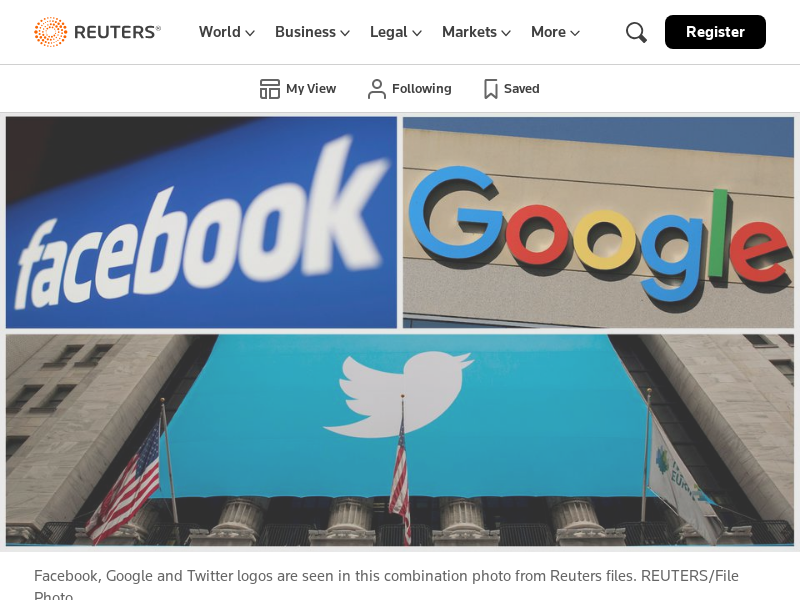 REUTERS®
World
Business
Legal
Markets
More
Register
My View
Following
Saved
facebook
Google
Facebook, Google and Twitter logos are seen in this combination photo from Reuters files. REUTERS/File
Photo